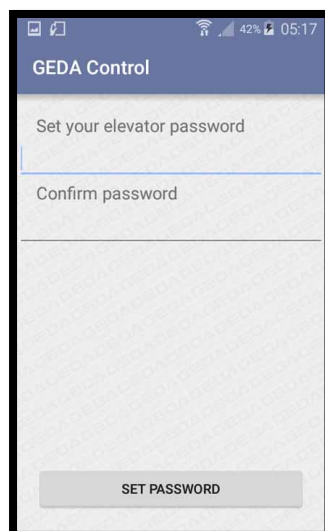 42% 05:17
GEDA Control
Set your elevator password
Confirm password
SET PASSWORD